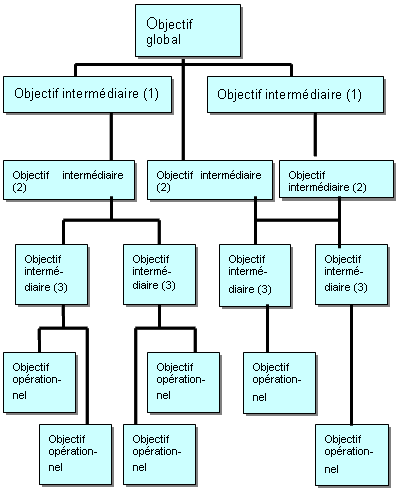 Objectif
global
Objectif intermédiaire (1)
Objectif intermédiaire (1)
Objectif intermédiaire
(2)
Objectif intermédiaire
(2)
Objectif
intermédiaire (2)
Objectif
intermé-
diaire (3)
Objectif
intermé-
diaire (3)
Objectif
intermé-
diaire (3)
Objectif
intermé-
diaire (3)
Objectif
opération-
nel
Objectif
opération-
nel
Objectif
opération-
nel
Objectif
opération-
nel
Objectif
opération-
nel
Objectif
opération-
nel